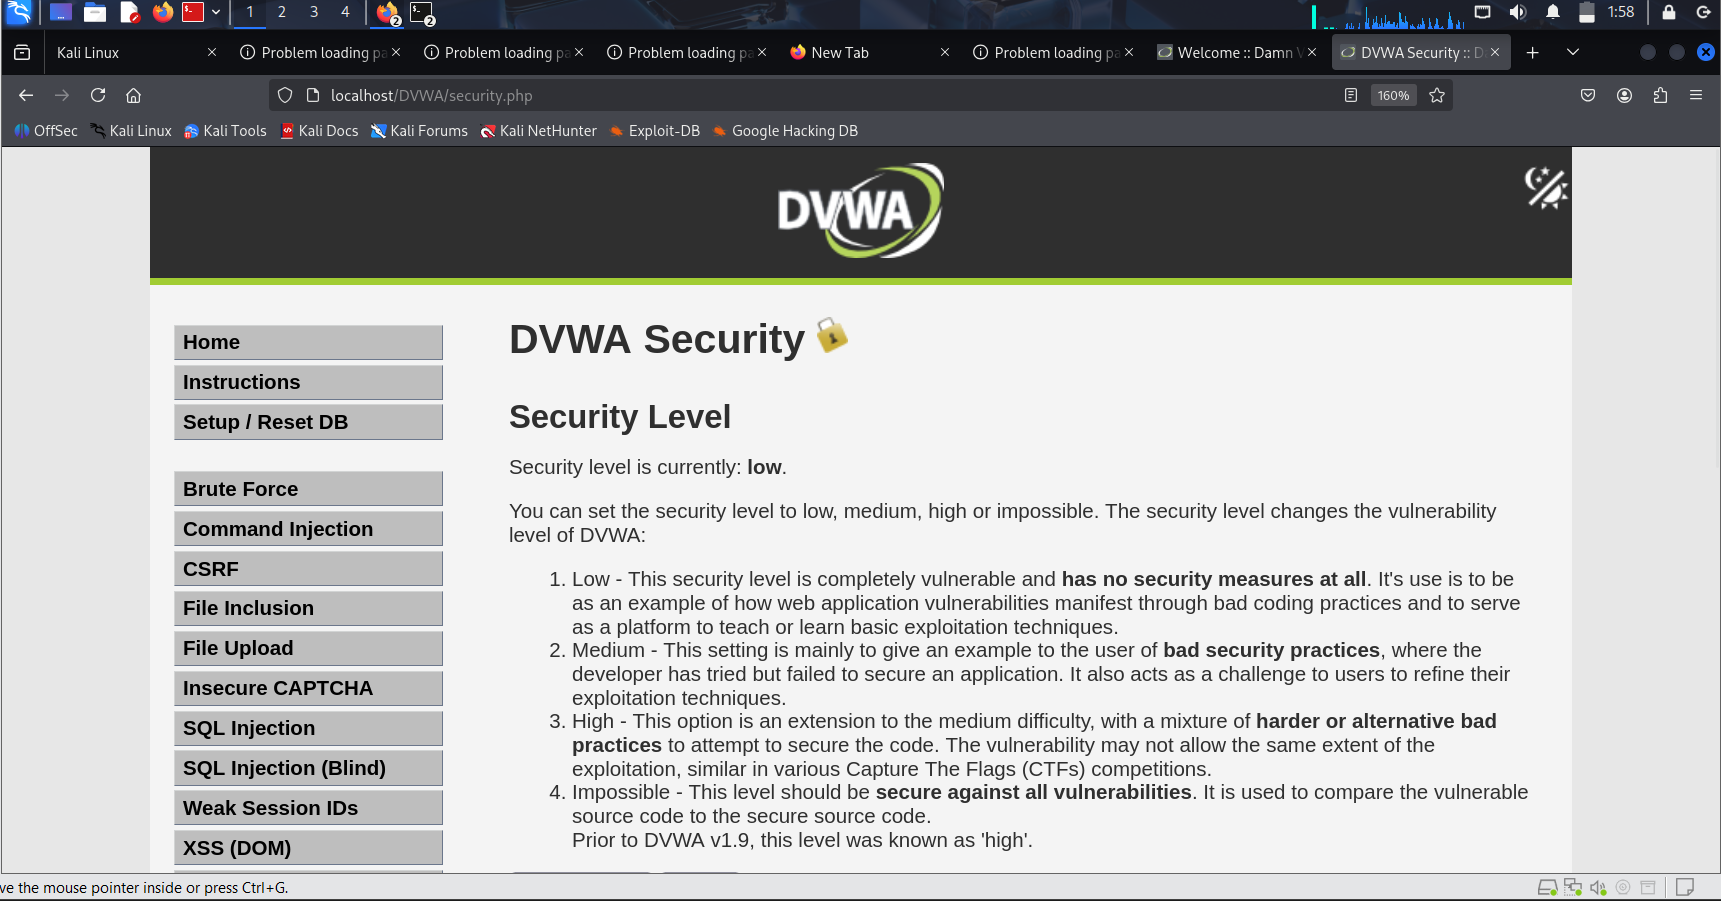 1 2 3 4 2 2 1:58
Kali Linux Problem loading pa Problem loading pa Problem loading pa New Tab Problem loading pa Welcome :: Damn V DVWA Security :: D
localhost/DVWA/security.php 160%
OffSec Kali Linux Kali Tools Kali Docs Kali Forums Kali NetHunter Exploit-DB Google Hacking DB
DVWA
Home
Instructions
Setup / Reset DB
Brute Force
Command Injection
CSRF
File Inclusion
File Upload
Insecure CAPTCHA
SQL Injection
SQL Injection (Blind)
Weak Session IDs
XSS (DOM)
DVWA Security
Security Level
Security level is currently: low.
You can set the security level to low, medium, high or impossible. The security level changes the vulnerability
level of DVWA:
1. Low - This security level is completely vulnerable and has no security measures at all. It's use is to be
as an example of how web application vulnerabilities manifest through bad coding practices and to serve
as a platform to teach or learn basic exploitation techniques.
2. Medium - This setting is mainly to give an example to the user of bad security practices, where the
developer has tried but failed to secure an application. It also acts as a challenge to users to refine their
exploitation techniques.
3. High - This option is an extension to the medium difficulty, with a mixture of harder or alternative bad
practices to attempt to secure the code. The vulnerability may not allow the same extent of the
exploitation, similar in various Capture The Flags (CTFs) competitions.
4. Impossible - This level should be secure against all vulnerabilities. It is used to compare the vulnerable
source code to the secure source code.
Prior to DVWA v1.9, this level was known as 'high'.
ve the mouse pointer inside or press Ctrl+G.